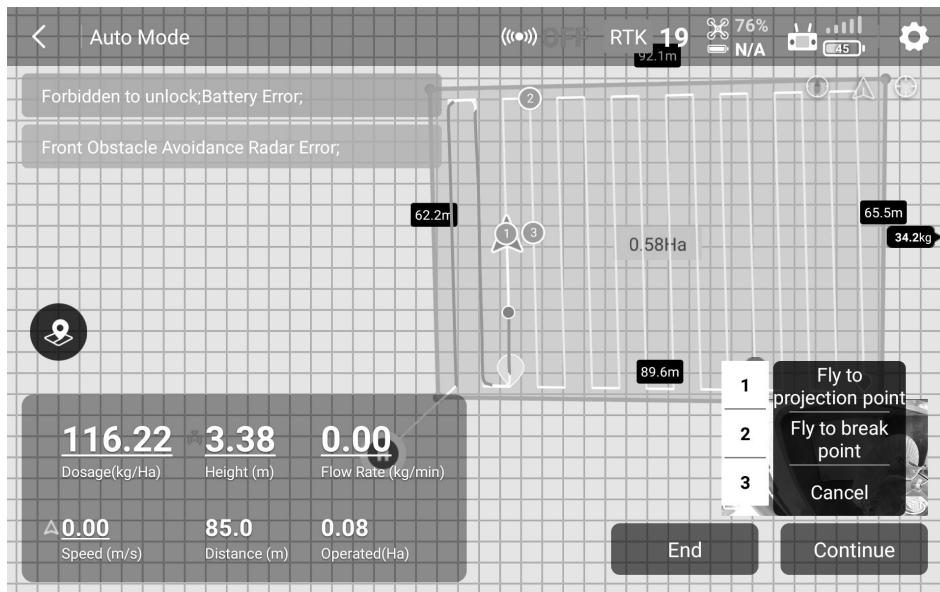 Auto Mode
OFF
RTK 19
76%
N/A
45
92.1m
Forbidden to unlock;Battery Error;
Front Obstacle Avoidance Radar Error;
2
62.2m
65.5m
1
3
0.58Ha
34.2kg
89.6m
1
Fly to
projection point
2
Fly to break
point
3
Cancel
116.22
3.38
0.00
Dosage(kg/Ha)
Height (m)
Flow Rate (kg/min)
0.00
85.0
0.08
Speed (m/s)
Distance (m)
Operated(Ha)
End
Continue